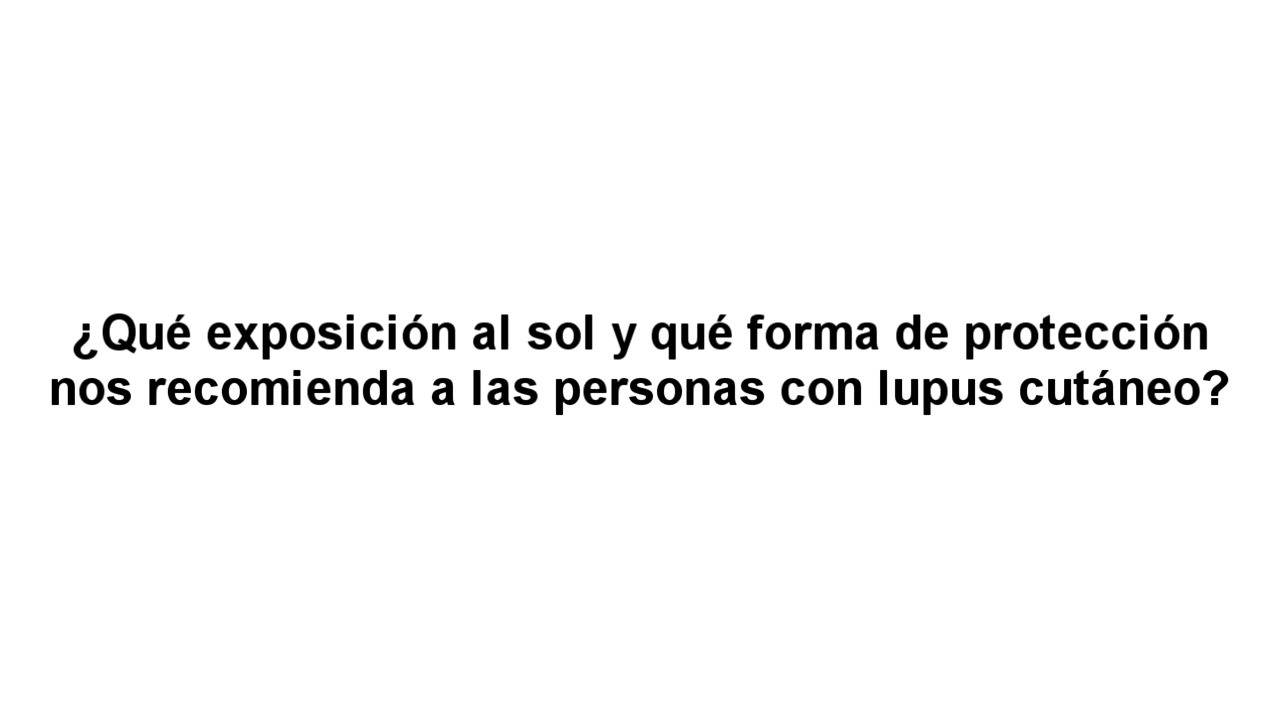 ¿Qué exposición al sol y qué forma de protección
nos recomienda a las personas con lupus cutáneo?